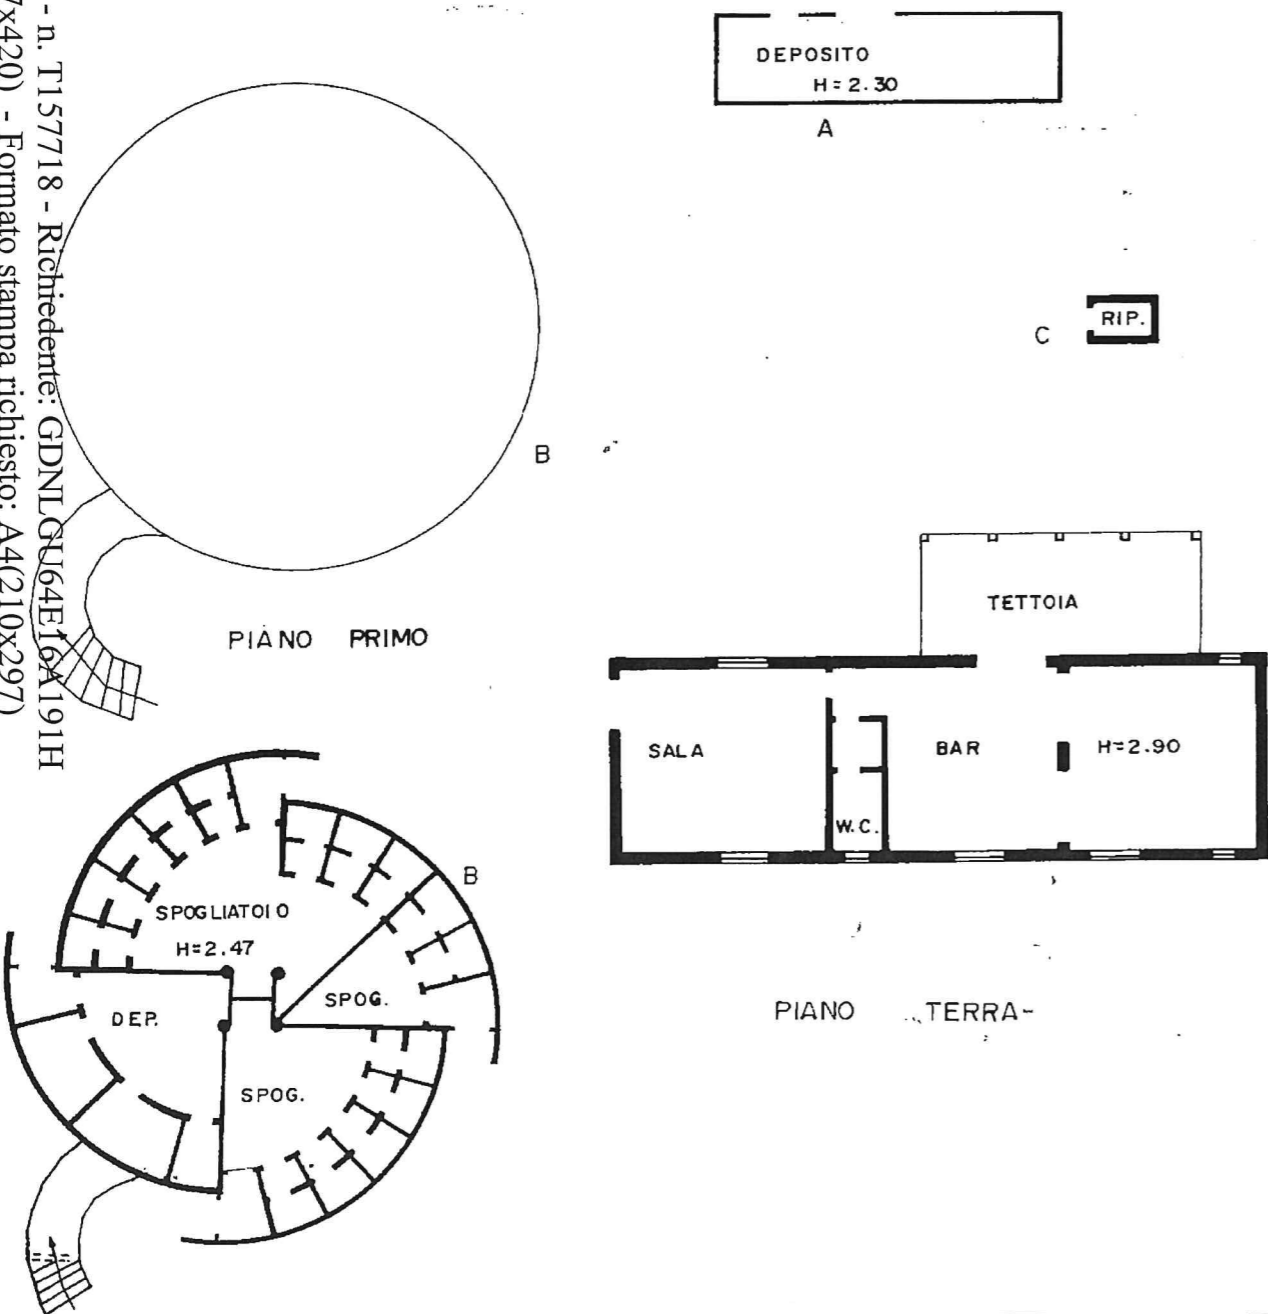 - n. T157718 - Richiedente: GDNLGU64E16A191H
7x420) - Formato stampa richiesto: A4(210x297)
DEPOSITO
H=2.30
A
RIP.
C
B
PIANO PRIMO
TETTOIA
SALA
BAR
H=2.90
W.C.
B
SPOGLIATOIO
H=2.47
SPOG.
DEP.
SPOG.
PIANO TERRA-